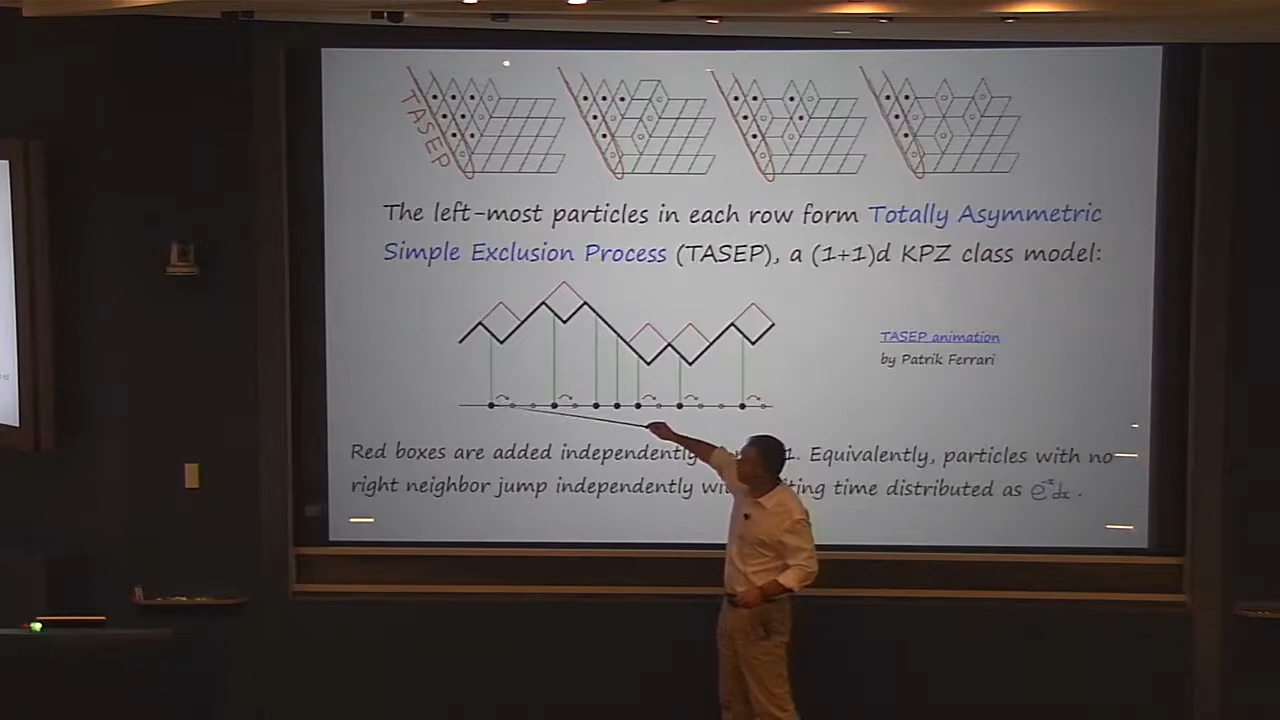 TASEP
The left-most particles in each row form Totally Asymmetric
Simple Exclusion Process (TASEP), a (1+1)d KPZ class model:
TASEP animation
by Patrik Ferrari
Red boxes are added independently 1. Equivalently, particles with no
right neighbor jump independently time distributed as e⁻ˣdx.